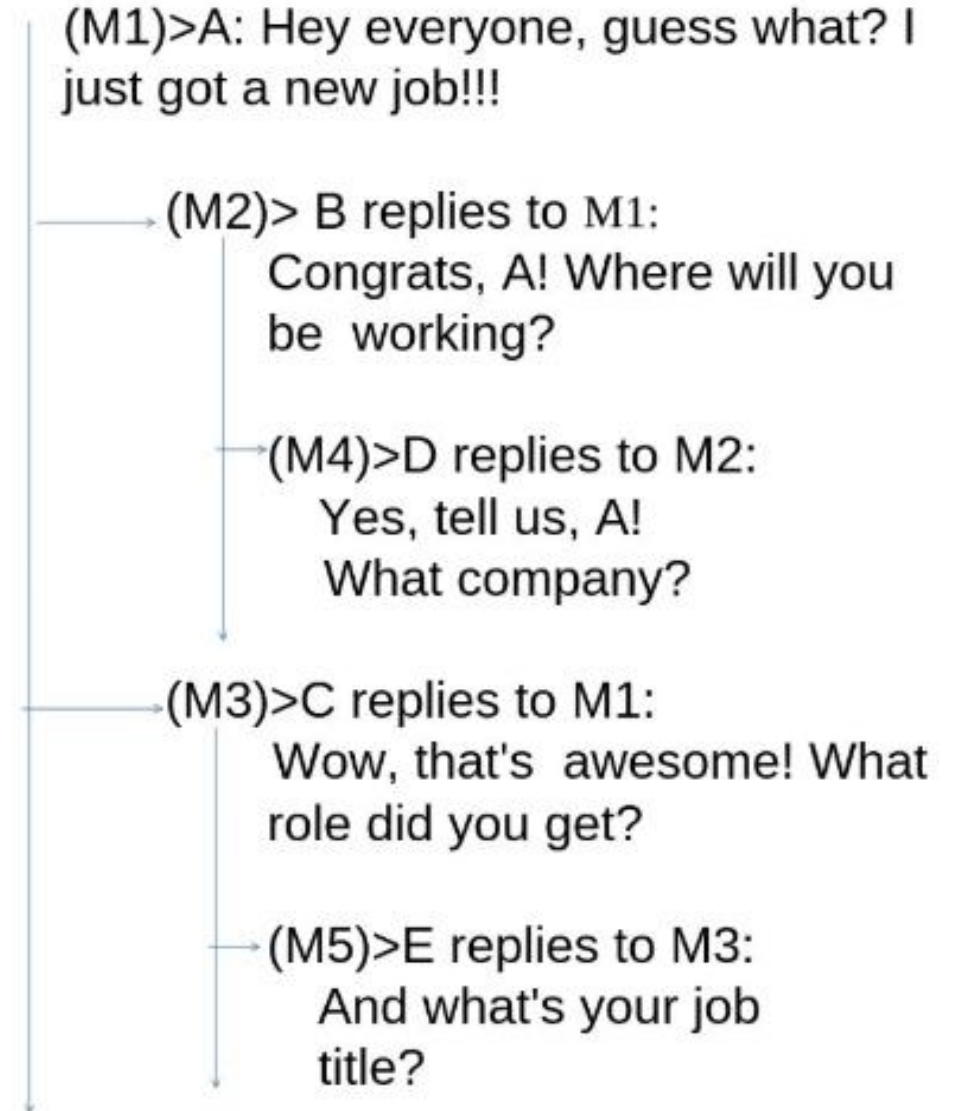 (M1)>A: Hey everyone, guess what? I
just got a new job!!!
(M2)> B replies to M1:
Congrats, A! Where will you
be working?
(M4)>D replies to M2:
Yes, tell us, A!
What company?
(M3)>C replies to M1:
Wow, that's awesome! What
role did you get?
(M5)>E replies to M3:
And what's your job
title?